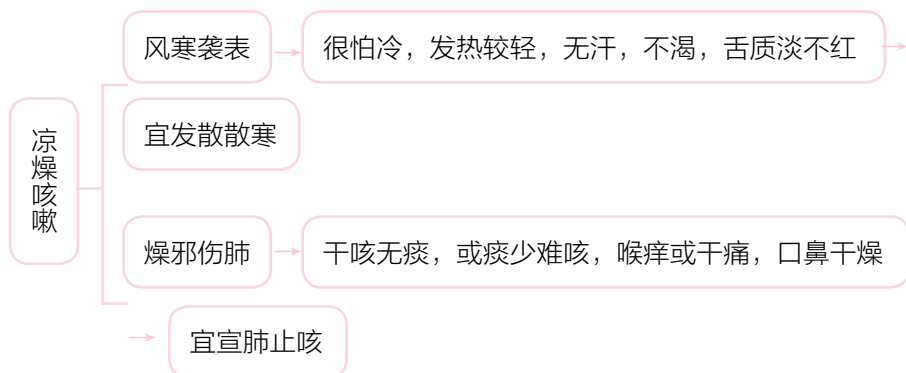 凉燥咳嗽
风寒袭表
很怕冷，发热较轻，无汗，不渴，舌质淡不红
宜发散散寒
燥邪伤肺
干咳无痰，或痰少难咳，喉痒或干痛，口鼻干燥
宜宣肺止咳